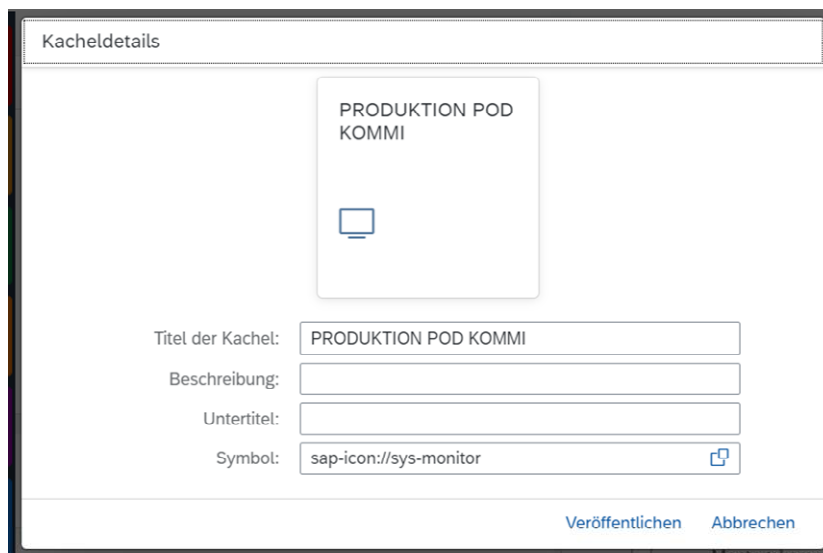 Kacheldetails
PRODUKTION POD
KOMMI
Titel der Kachel: PRODUKTION POD KOMMI
Beschreibung:
Untertitel:
Symbol: sap-icon://sys-monitor
Veröffentlichen Abbrechen